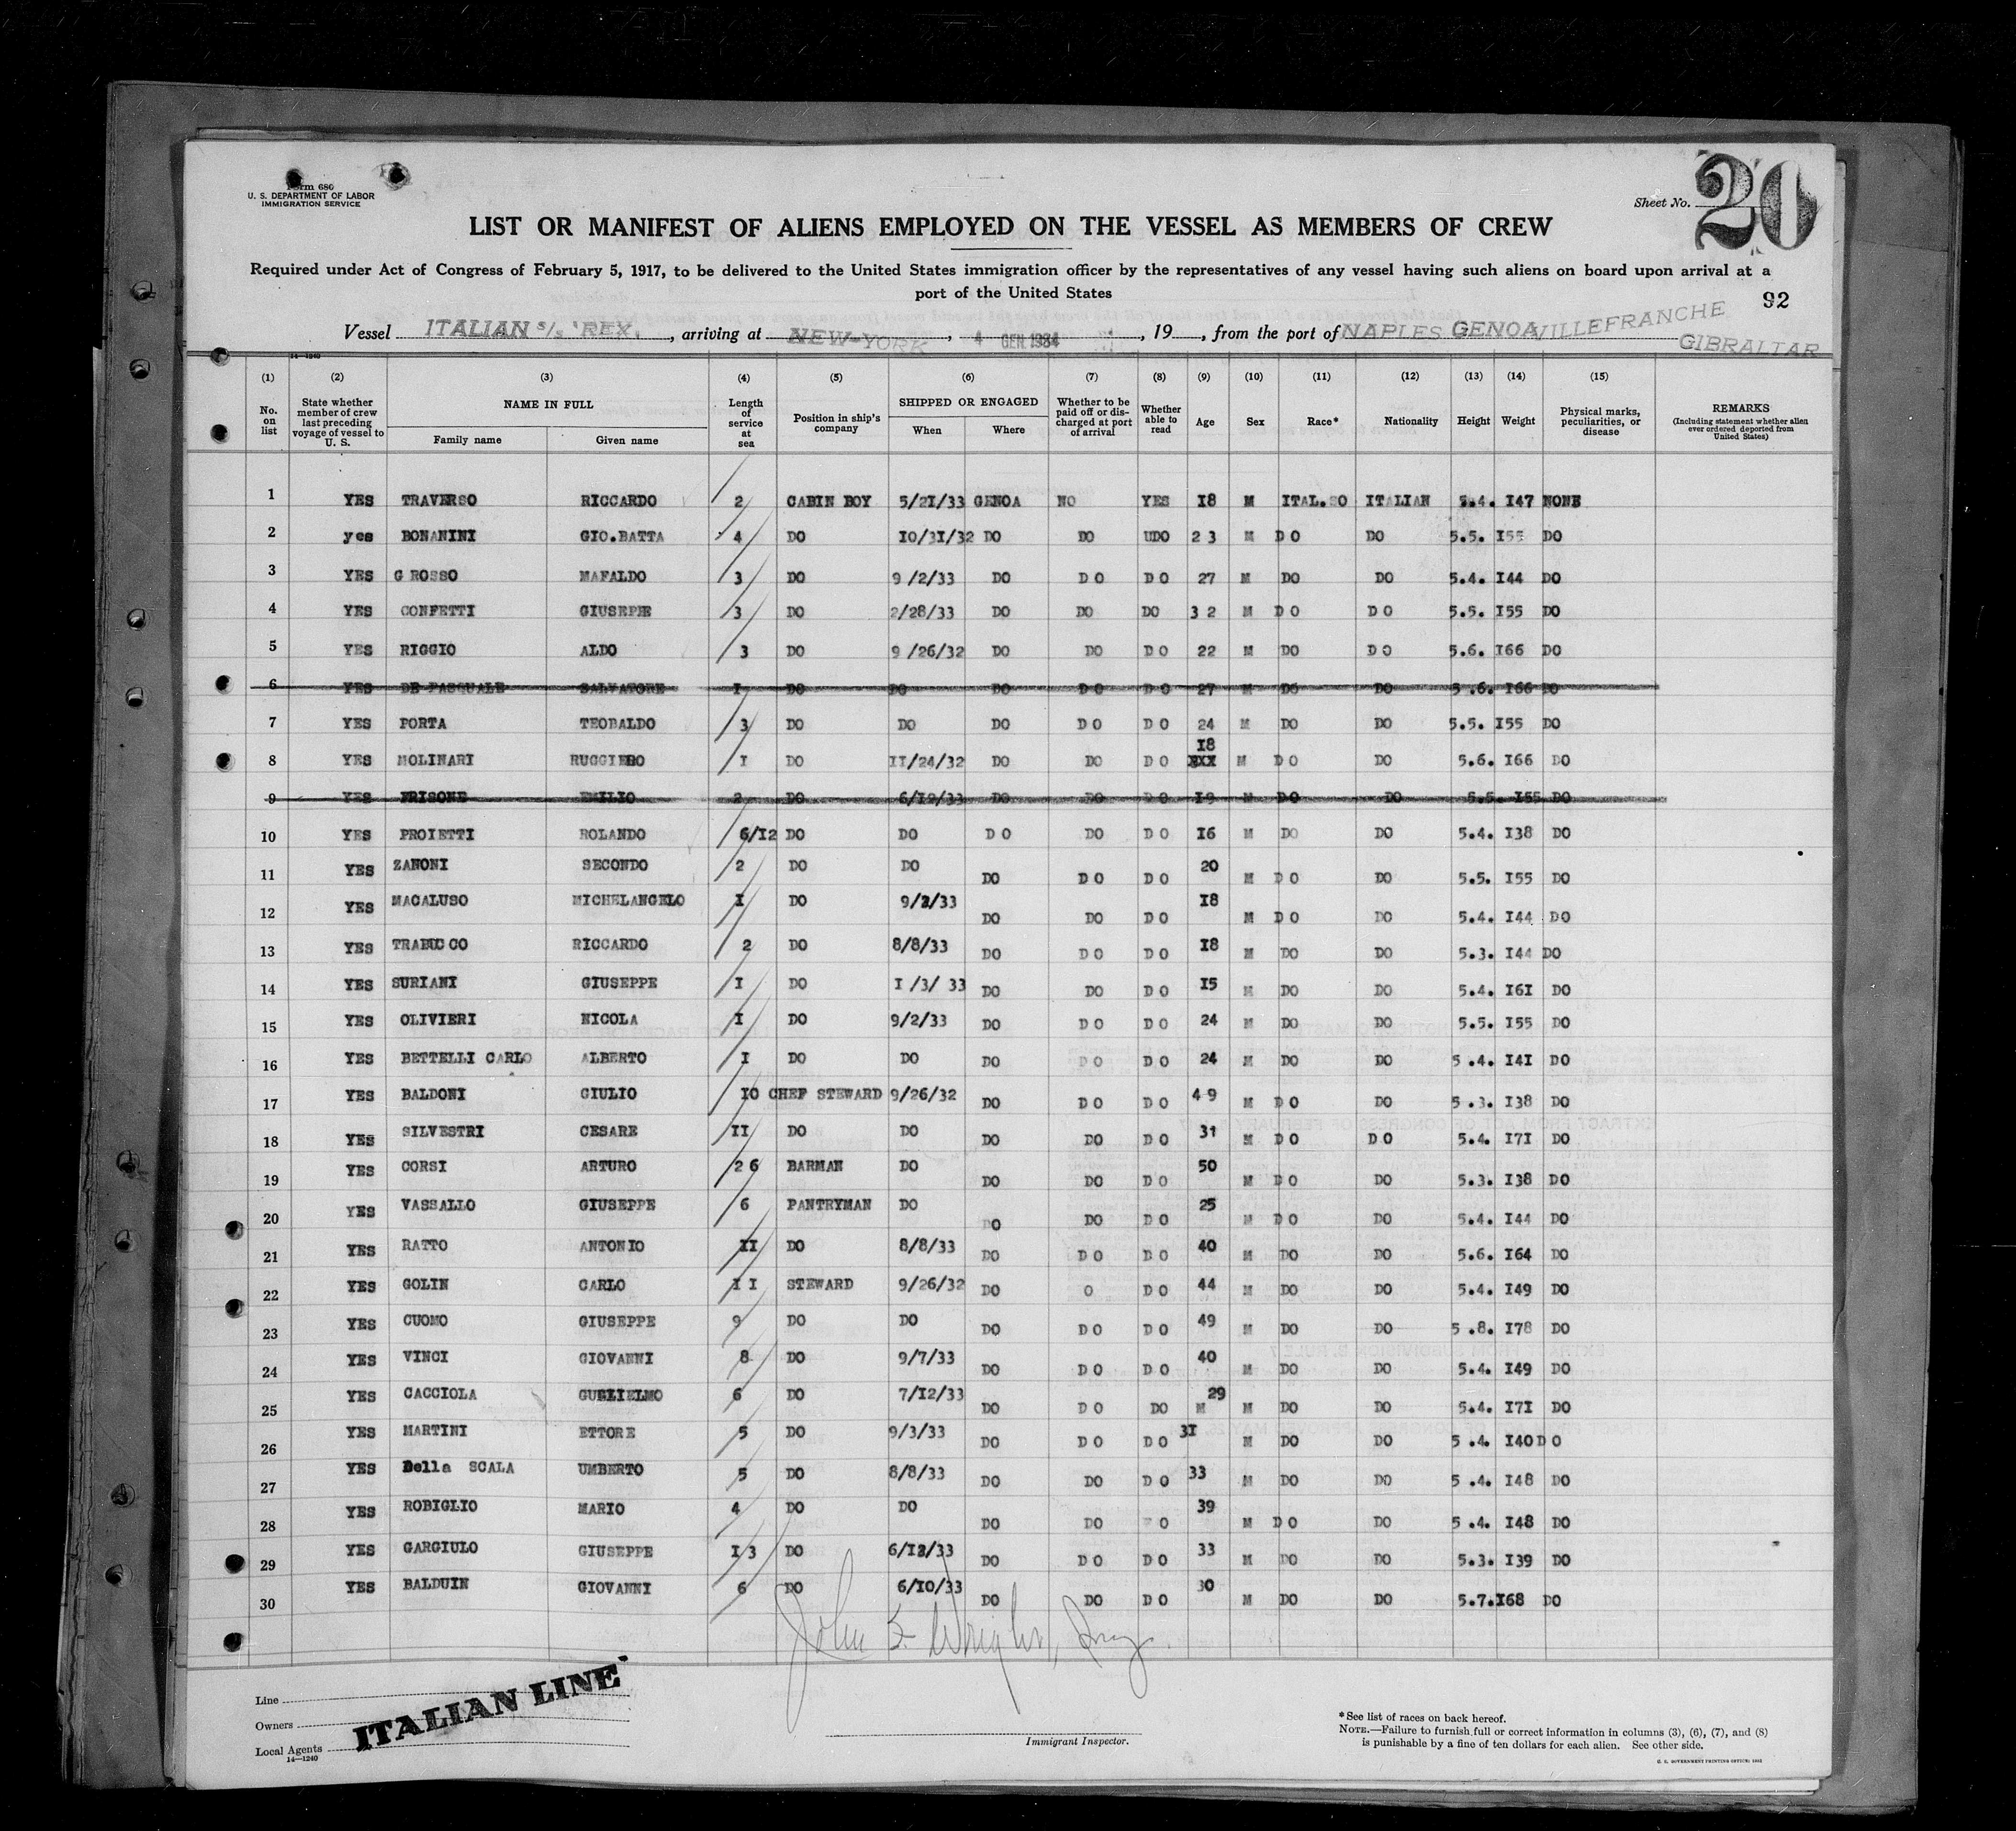 Form 680
U. S. DEPARTMENT OF LABOR
IMMIGRATION SERVICE
Sheet No. 20
LIST OR MANIFEST OF ALIENS EMPLOYED ON THE VESSEL AS MEMBERS OF CREW
Required under Act of Congress of February 5, 1917, to be delivered to the United States immigration officer by the representatives of any vessel having such aliens on board upon arrival at a
port of the United States
92
Vessel ITALIAN s/s 'REX, , arriving at NEW-YORK , 4 GEN 1934 , 19 , from the port of NAPLES GENOA VILLEFRANCHE
GIBRALTAR
14-1240
(1) (2) (3) (4) (5) (6) (7) (8) (9) (10) (11) (12) (13) (14) (15)
No. on list State whether member of crew last preceding voyage of vessel to U. S. NAME IN FULL Family name Given name Length of service at sea Position in ship's company SHIPPED OR ENGAGED When Where Whether to be paid off or discharged at port of arrival Whether able to read Age Sex Race* Nationality Height Weight Physical marks, peculiarities, or disease REMARKS (Including statement whether alien ever ordered deported from United States)
1 YES TRAVERSO RICCARDO 2 CABIN BOY 5/21/33 GENOA NO YES 18 M ITAL.SO ITALIAN 5.4. 147 NONE
2 yes BONANINI GIO.BATTA 4 DO 10/31/32 DO DO UDO 23 M DO DO 5.5. 155 DO
3 YES G ROSSO MAFALDO 3 DO 9 /2/33 DO DO DO 27 M DO DO 5.4. 144 DO
4 YES CONFETTI GIUSEPPE 3 DO 2/28/33 DO DO DO 32 M DO DO 5.5. 155 DO
5 YES RIGGIO ALDO 3 DO 9 /26/32 DO DO DO 22 M DO DO 5.6. 166 DO
6 YES DE PASQUALE SALVATORE 1 DO DO DO DO DO 27 M DO DO 5.6. 166 DO
7 YES PORTA TEOBALDO 3 DO DO DO DO DO 24 M DO DO 5.5. 155 DO
8 YES MOLINARI RUGGIERO 1 DO 11/24/32 DO DO DO 18 XXX M DO DO 5.6. 166 DO
9 YES FRISONE EMILIO 2 DO 6/12/33 DO DO DO 19 M DO DO 5.5. 155 DO
10 YES PROIETTI ROLANDO 6/12 DO DO DO DO DO 16 M DO DO 5.4. 138 DO
11 YES ZANONI SECONDO 2 DO DO DO DO DO 20 M DO DO 5.5. 155 DO
12 YES MACALUSO MICHELANGELO 1 DO 9/2/33 DO DO DO 18 M DO DO 5.4. 144 DO
13 YES TRABUCCO RICCARDO 2 DO 8/8/33 DO DO DO 18 M DO DO 5.3. 144 DO
14 YES SURIANI GIUSEPPE 1 DO 1 /3/ 33 DO DO DO 15 M DO DO 5.4. 161 DO
15 YES OLIVIERI NICOLA 1 DO 9/2/33 DO DO DO 24 M DO DO 5.5. 155 DO
16 YES BETTELLI CARLO ALBERTO 1 DO DO DO DO DO 24 M DO DO 5.4. 141 DO
17 YES BALDONI GIULIO 10 CHEF STEWARD 9/26/32 DO DO DO 49 M DO DO 5.3. 138 DO
18 YES SILVESTRI CESARE 11 DO DO DO DO DO 31 M DO DO 5.4. 171 DO
19 YES CORSI ARTURO 26 BARMAN DO DO DO DO 50 M DO DO 5.3. 138 DO
20 YES VASSALLO GIUSEPPE 6 PANTRYMAN DO DO DO DO 25 M DO DO 5.4. 144 DO
21 YES RATTO ANTONIO 11 DO 8/8/33 DO DO DO 40 M DO DO 5.6. 164 DO
22 YES GOLIN CARLO 11 STEWARD 9/26/32 DO O DO 44 M DO DO 5.4. 149 DO
23 YES CUOMO GIUSEPPE 9 DO DO DO DO DO 49 M DO DO 5.8. 178 DO
24 YES VINCI GIOVANNI 8 DO 9/7/33 DO DO DO 40 M DO DO 5.4. 149 DO
25 YES CACCIOLA GUGLIELMO 6 DO 7/12/33 DO DO DO 29 M M DO DO 5.4. 171 DO
26 YES MARTINI ETTORE 5 DO 9/3/33 DO DO DO 31 M DO DO 5.4. 140 DO
27 YES Della SCALA UMBERTO 5 DO 8/8/33 DO DO DO 33 M DO DO 5.4. 148 DO
28 YES ROBIGLIO MARIO 4 DO DO DO DO DO 39 M DO DO 5.4. 148 DO
29 YES GARGIULO GIUSEPPE 13 DO 6/12/33 DO DO DO 33 M DO DO 5.3. 139 DO
30 YES BALDUIN GIOVANNI 6 DO 6/10/33 DO DO DO 30 M DO DO 5.7. 168 DO
John Wright,
Line
Owners
Local Agents
ITALIAN LINE
14-1240
Immigrant Inspector.
*See list of races on back hereof.
NOTE.—Failure to furnish full or correct information in columns (3), (6), (7), and (8)
is punishable by a fine of ten dollars for each alien. See other side.
U. S. GOVERNMENT PRINTING OFFICE: